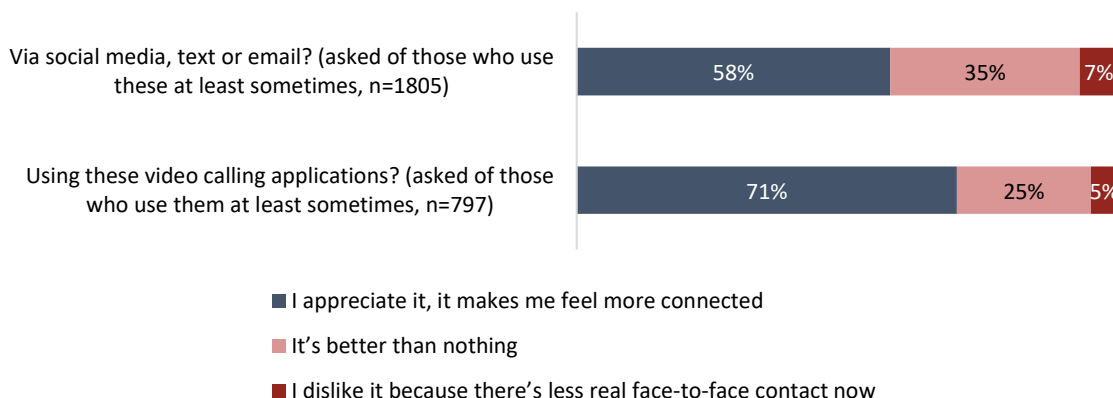 Via social media, text or email? (asked of those who use
these at least sometimes, n=1805)
58%
35%
7%
Using these video calling applications? (asked of those
who use them at least sometimes, n=797)
71%
25%
5%
I appreciate it, it makes me feel more connected
It’s better than nothing
I dislike it because there’s less real face-to-face contact now